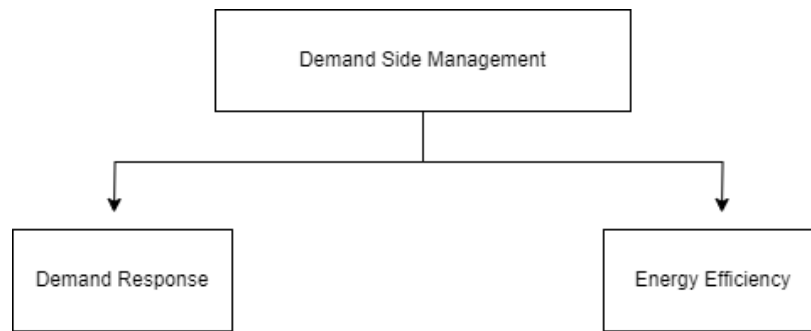 Demand Side Management
Demand Response
Energy Efficiency